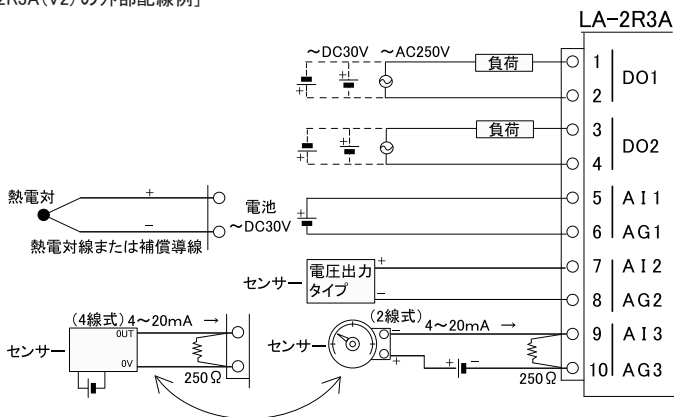 2R3A(V2)の外部配線例」
LA-2R3A
～DC30V ～AC250V
負荷
1
2
DO1
負荷
3
4
DO2
熱電対
+
−
熱電対線または補償導線
電池
～DC30V
+
5 AI1
6 AG1
センサー
電圧出力
タイプ
+
−
7 AI2
8 AG2
(4線式) 4～20mA →
センサー
OUT
0V
250Ω
(2線式)
センサー
−
+
4～20mA →
+ −
250Ω
9 AI3
10 AG3